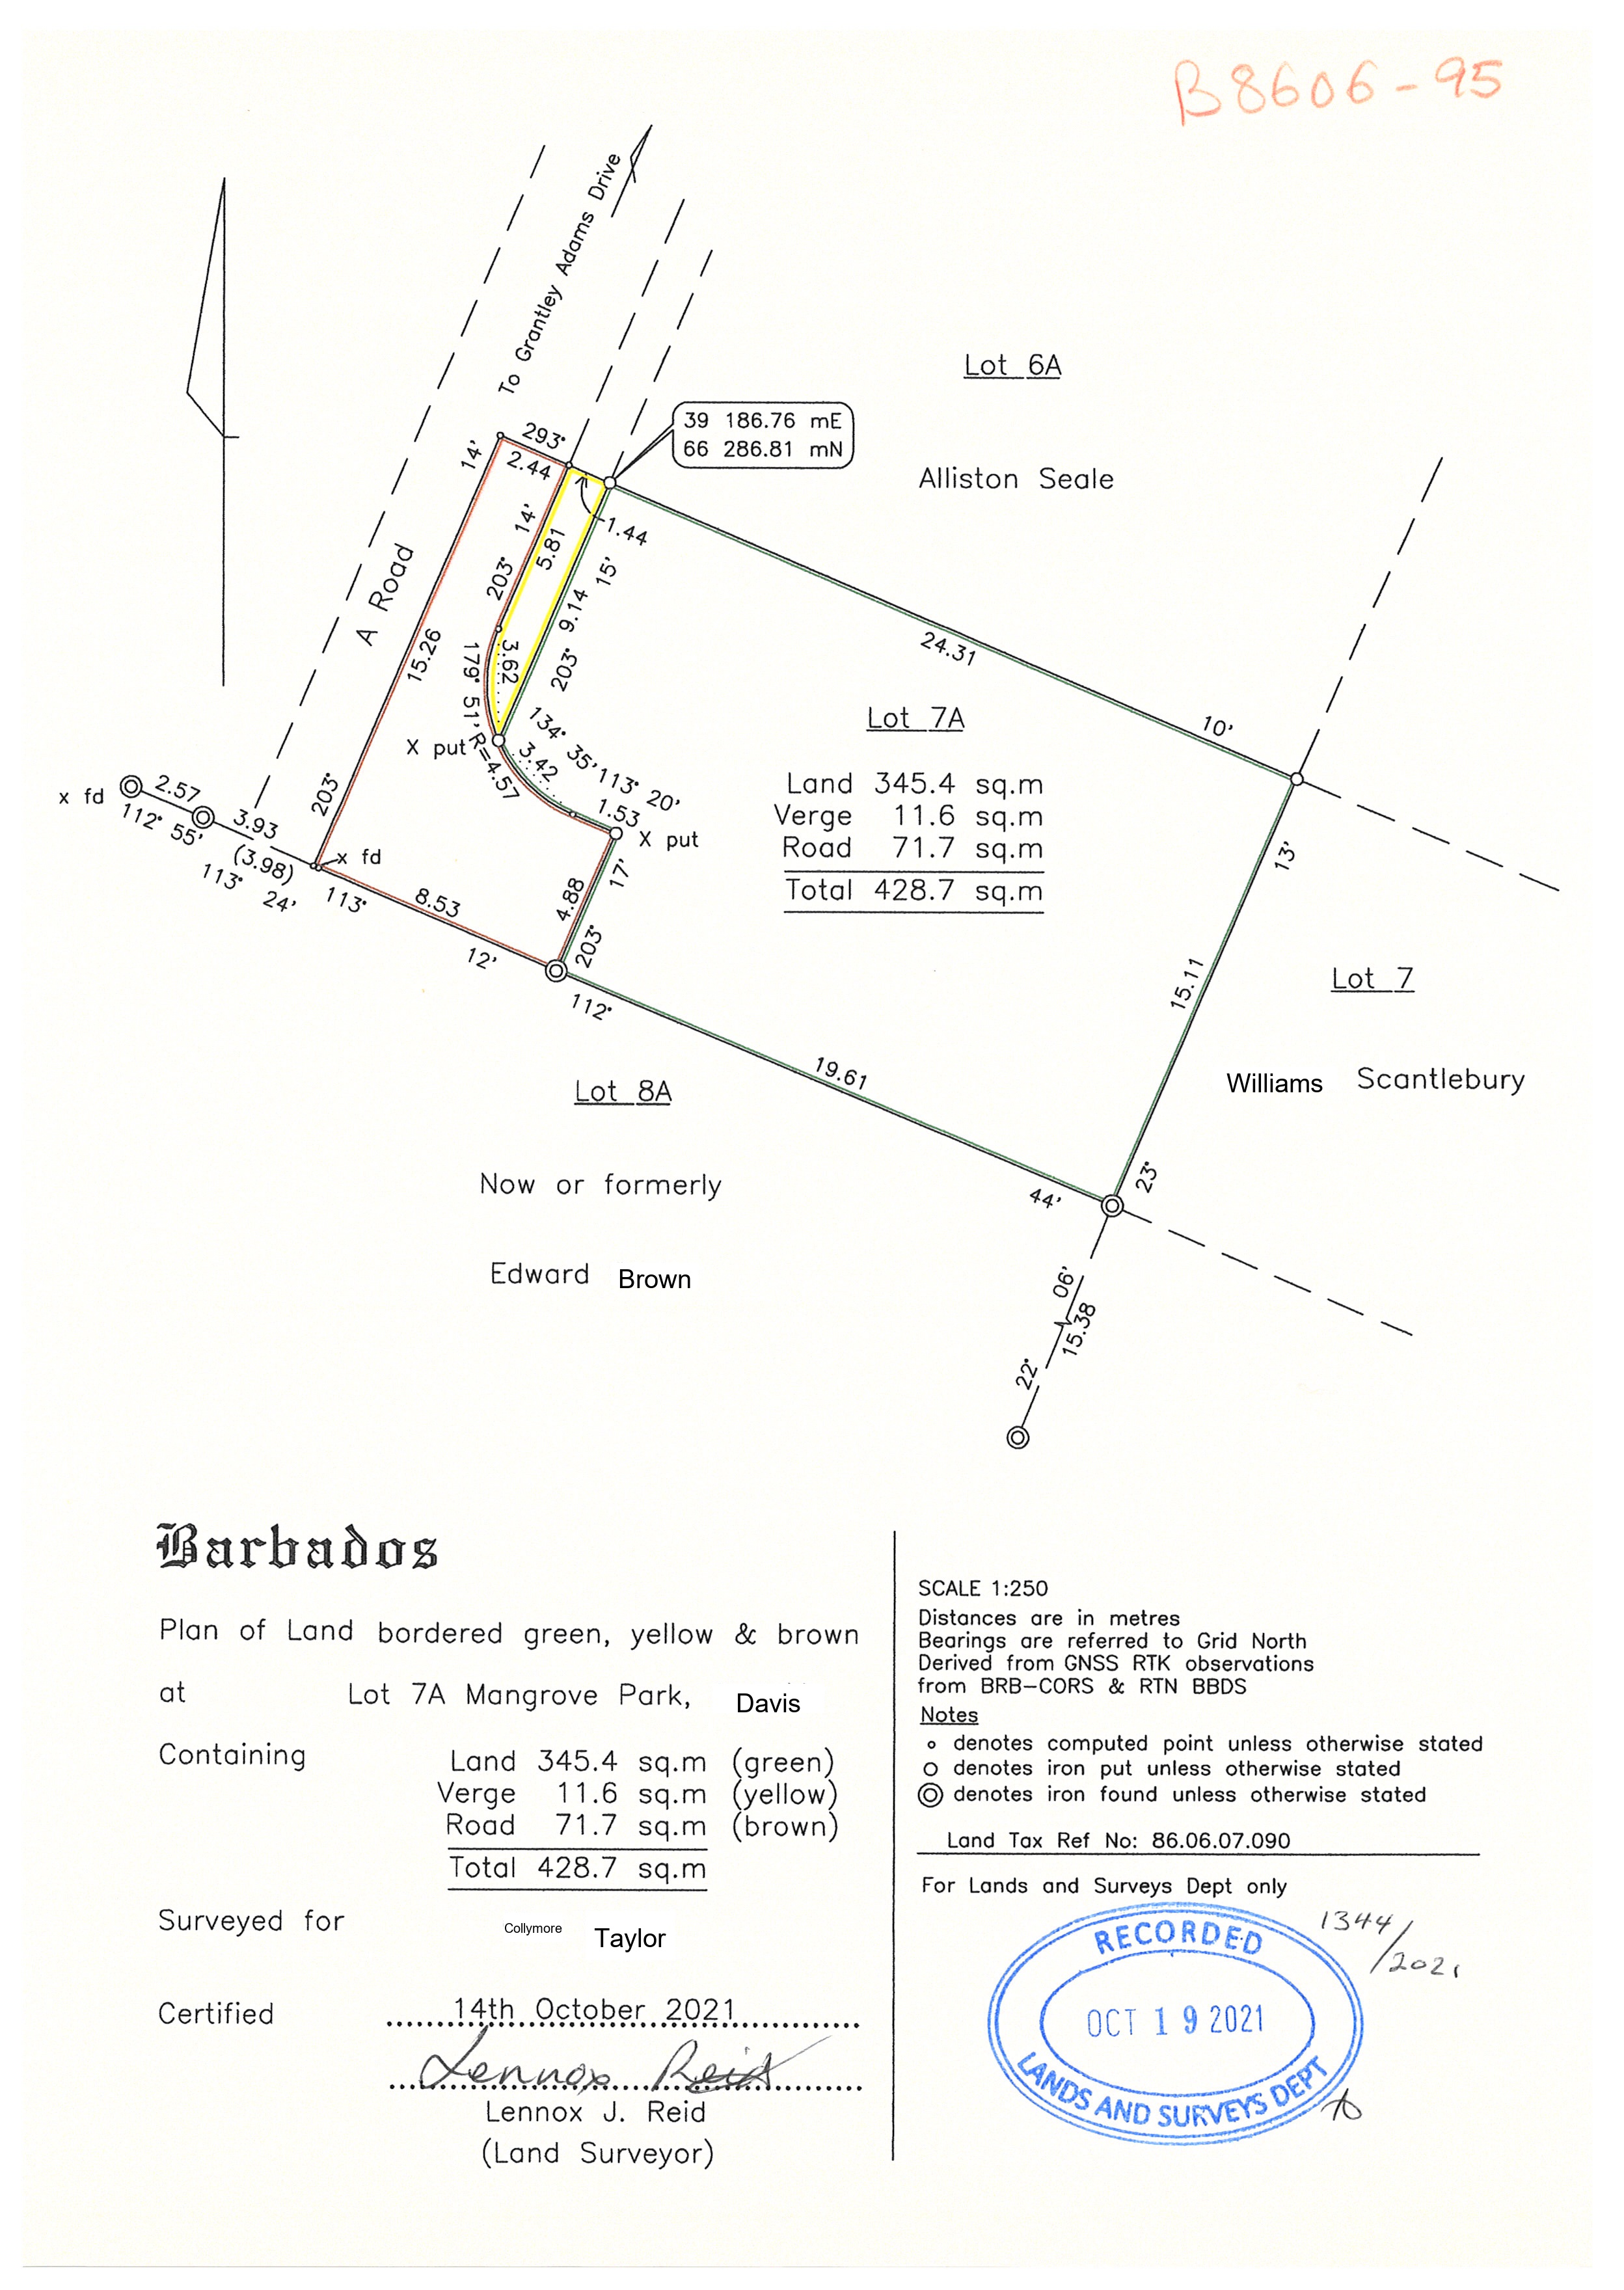 B8606-95
To Grantley Adams Drive
A Road
Lot 6A
Alliston Seale
39 186.76 mE
66 286.81 mN
293°
2.44
14'
14'
5.81
203°
1.44
15'
9.14
203°
24.31
10'
15.26
203°
179° 51'
3.62
R=4.57
X put
134° 35'
3.42
113° 20'
1.53
X put
17'
4.88
203°
x fd
2.57
112° 55'
3.93
(3.98)
113° 24'
x fd
113°
8.53
12'
Lot 7A
Land 345.4 sq.m
Verge 11.6 sq.m
Road 71.7 sq.m
Total 428.7 sq.m
13'
15.11
23°
Lot 7
Williams Scantlebury
112°
19.61
44'
Lot 8A
Now or formerly
Edward Brown
06'
15.38
22°
Barbados
Plan of Land bordered green, yellow & brown
at Lot 7A Mangrove Park, Davis
Containing Land 345.4 sq.m (green)
Verge 11.6 sq.m (yellow)
Road 71.7 sq.m (brown)
Total 428.7 sq.m
Surveyed for Collymore Taylor
Certified 14th October 2021
Lennox Reid
Lennox J. Reid
(Land Surveyor)
SCALE 1:250
Distances are in metres
Bearings are referred to Grid North
Derived from GNSS RTK observations
from BRB-CORS & RTN BBDS
Notes
denotes computed point unless otherwise stated
denotes iron put unless otherwise stated
denotes iron found unless otherwise stated
Land Tax Ref No: 86.06.07.090
For Lands and Surveys Dept only
1344/2021
RECORDED
OCT 19 2021
LANDS AND SURVEYS DEPT